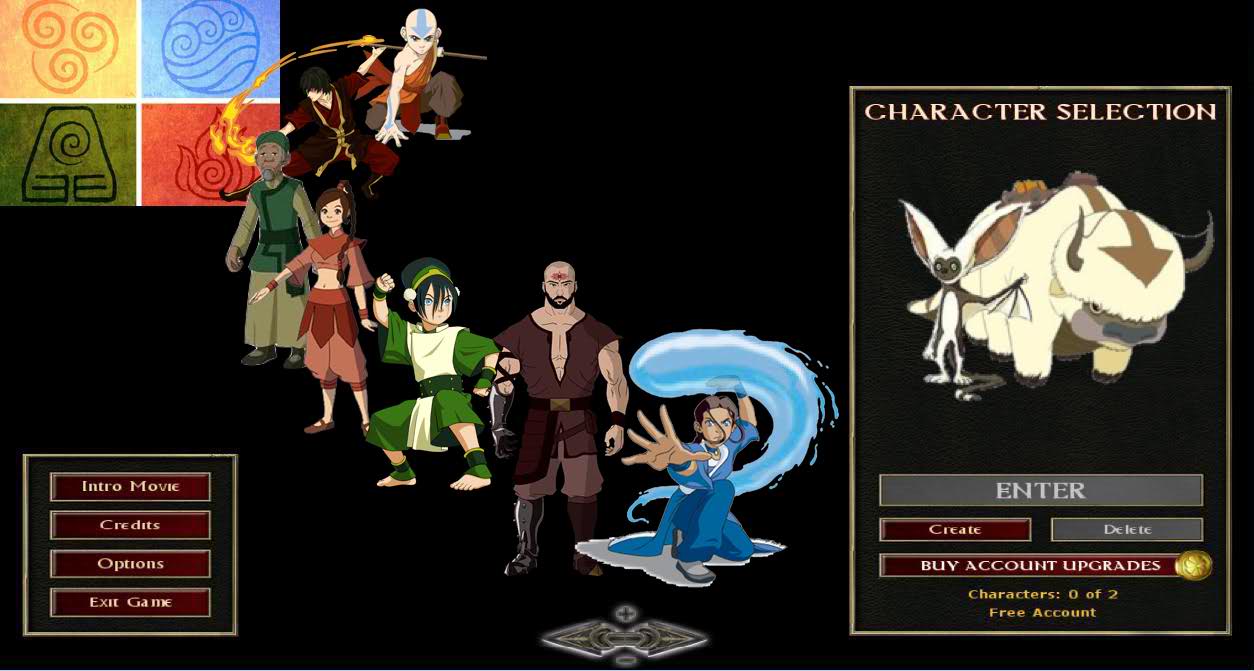 CHARACTER SELECTION
Intro Movie
Credits
Options
Exit Game
ENTER
Create
Delete
BUY ACCOUNT UPGRADES
Characters: 0 of 2
Free Account